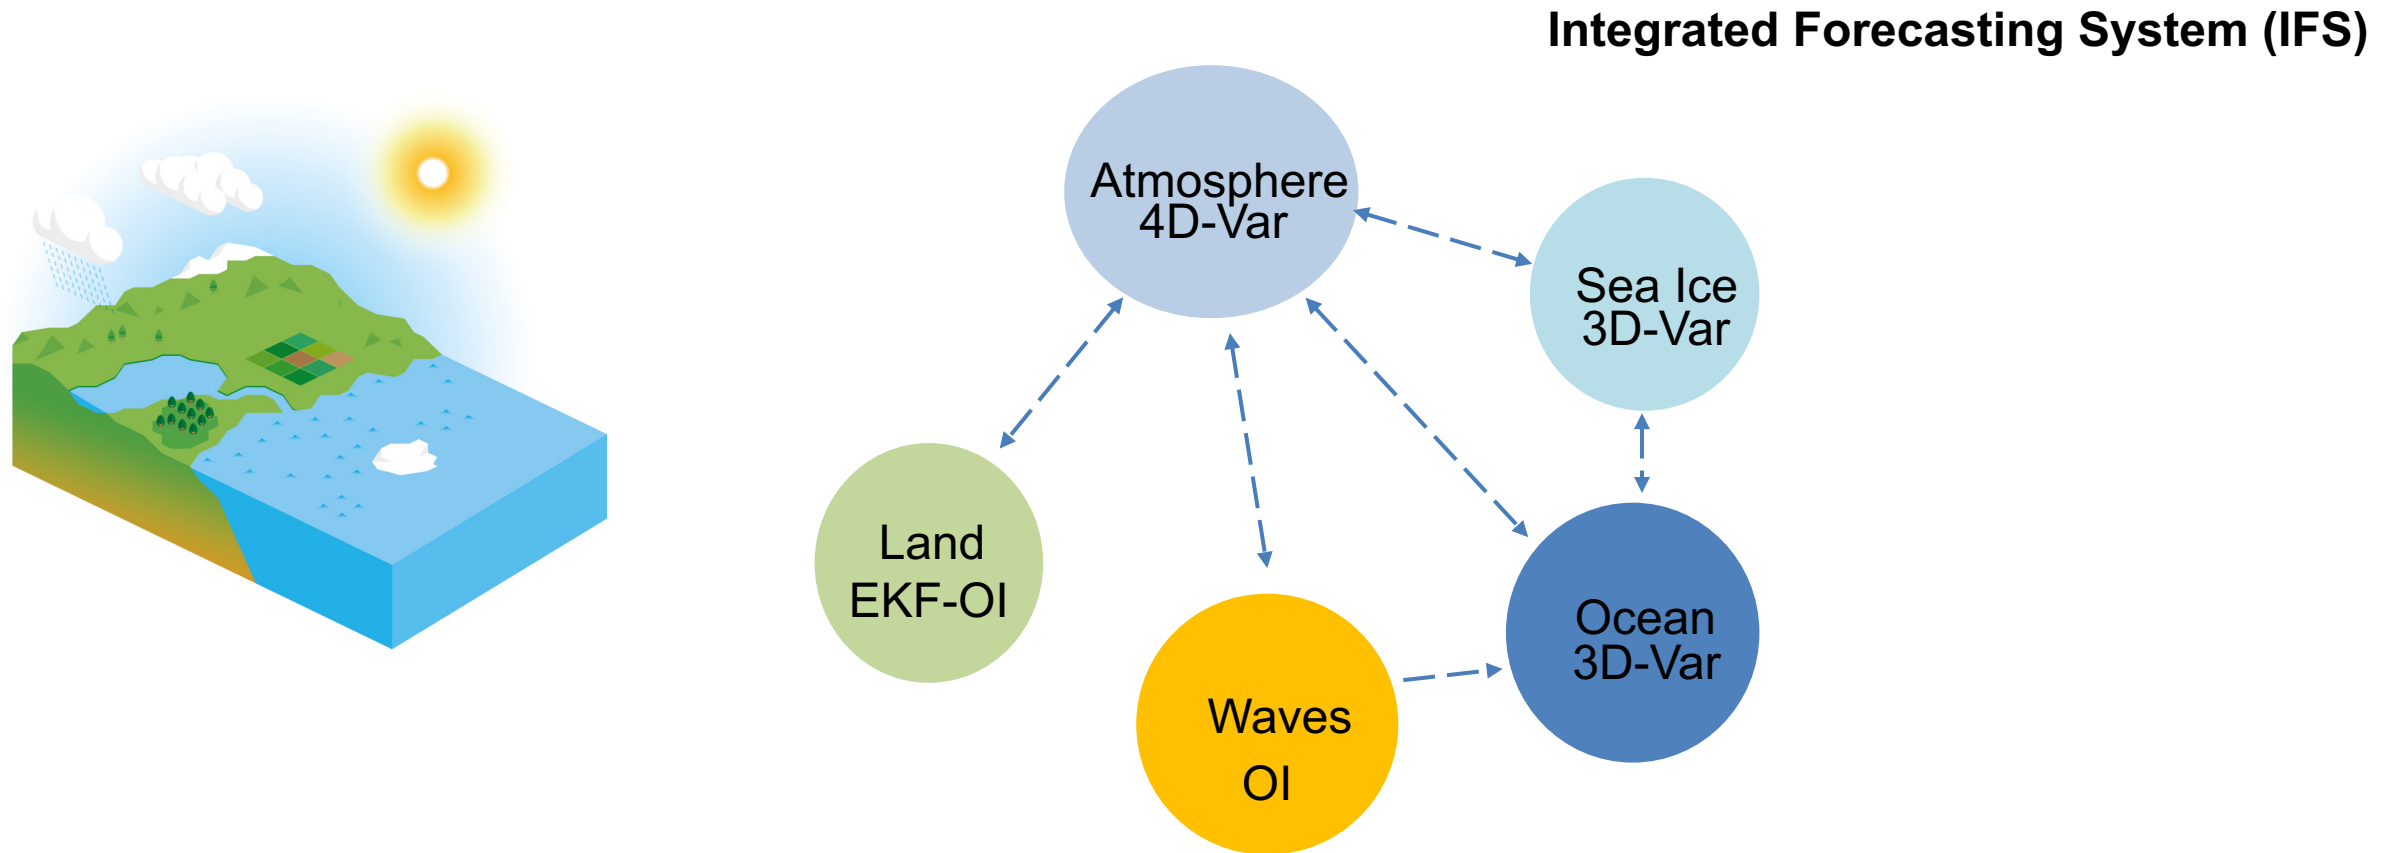 Integrated Forecasting System (IFS)
Atmosphere
4D-Var
Sea Ice
3D-Var
Land
EKF-OI
Ocean
3D-Var
Waves
OI